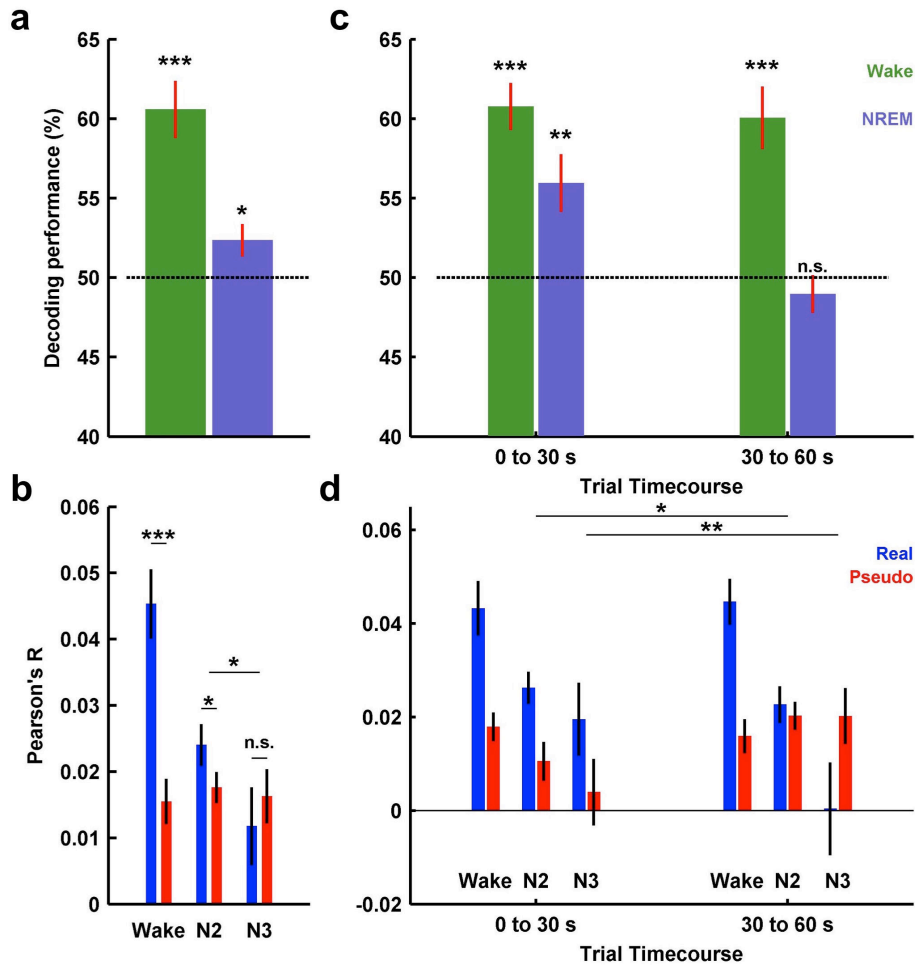 a
65
60
55
50
45
40
Decoding performance (%)
***
*
c
65
60
55
50
45
40
***
**
***
n.s.
Wake
NREM
0 to 30 s
30 to 60 s
Trial Timecourse
b
0.06
0.05
0.04
0.03
0.02
0.01
0
Pearson's R
***
*
*
n.s.
Wake N2 N3
d
0.06
0.04
0.02
0
-0.02
*
**
Real
Pseudo
Wake N2 N3
Wake N2 N3
0 to 30 s
30 to 60 s
Trial Timecourse